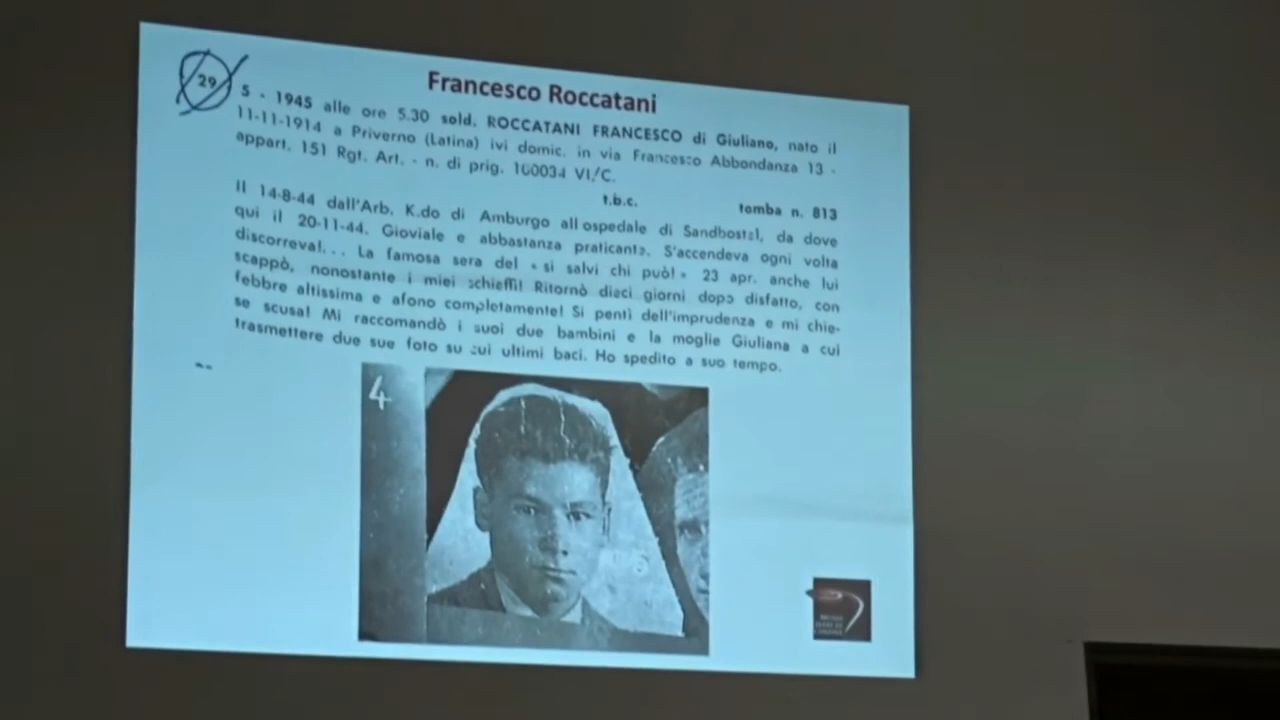 Francesco Roccatani
29
5 - 1945 alle ore 5.30 sold. ROCCATANI FRANCESCO di Giuliano, nato il
11-11-1914 a Priverno (Latina) ivi domic. in via Francesco Abbondanza 13 -
appart. 151 Rgt. Art. - n. di prig. 160034 VI/C.
t.b.c. tomba n. 813
Il 14-8-44 dall'Arb. K.do di Amburgo all ospedale di Sandbostel, da dove
qui il 20-11-44. Gioviale e abbastanza praticante. S'accendeva ogni volta
discorreva!... La famosa sera del « si salvi chi può! » 23 apr. anche lui
scappò, nonostante i miei schieffi! Ritornò dieci giorni dopo disfatto, con
febbre altissima e afono completamente! Si pentì dell'imprudenza e mi chie-
se scusa! Mi raccomandò i suoi due bambini e la moglie Giuliana a cui
trasmettere due sue foto su cui ultimi baci. Ho spedito a suo tempo.
4